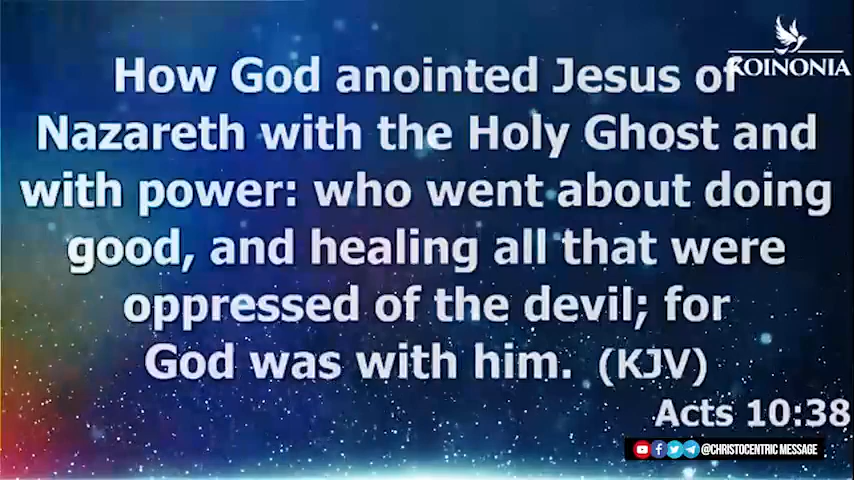 How God anointed Jesus of
KOINONIA
Nazareth with the Holy Ghost and
with power: who went about doing
good, and healing all that were
oppressed of the devil; for
God was with him. (KJV)
Acts 10:38
@CHRISTOCENTRIC MESSAGE